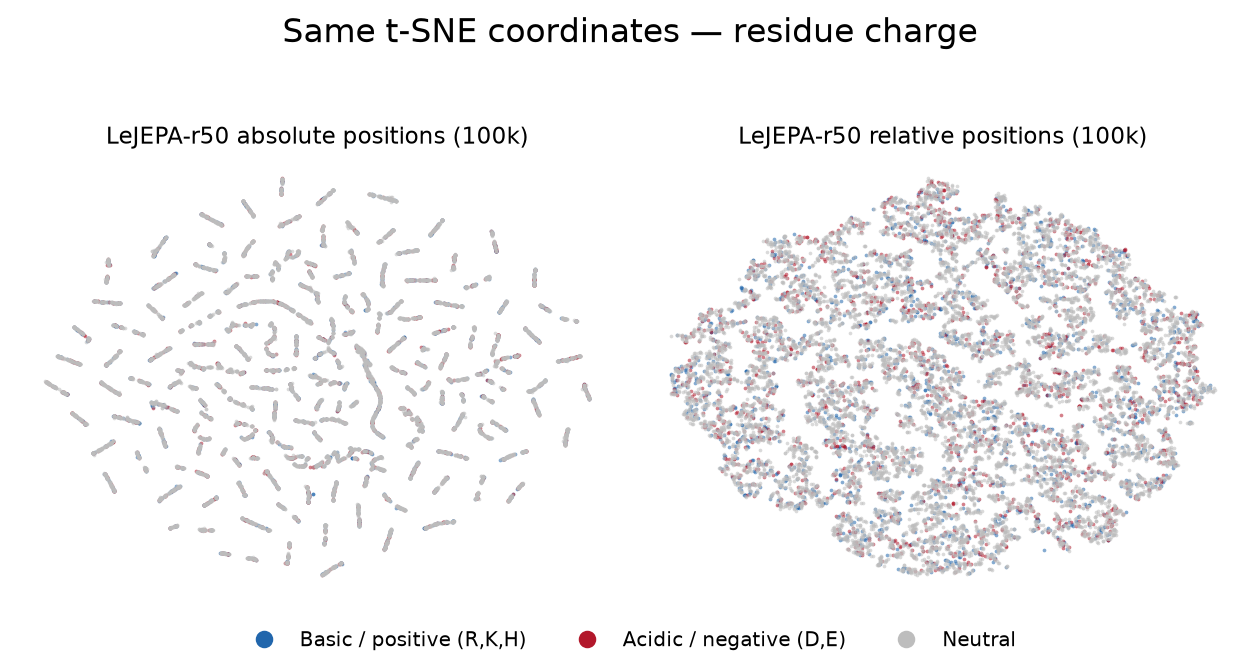 Same t-SNE coordinates — residue charge
LeJEPA-r50 absolute positions (100k)
LeJEPA-r50 relative positions (100k)
Basic / positive (R,K,H)
Acidic / negative (D,E)
Neutral